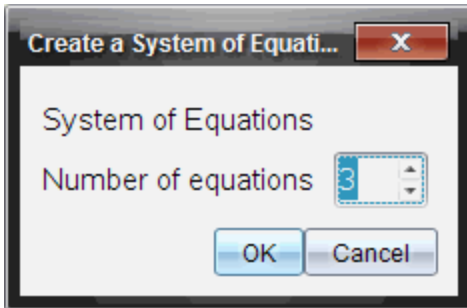 Create a System of Equati...
System of Equations
Number of equations 3
OK Cancel